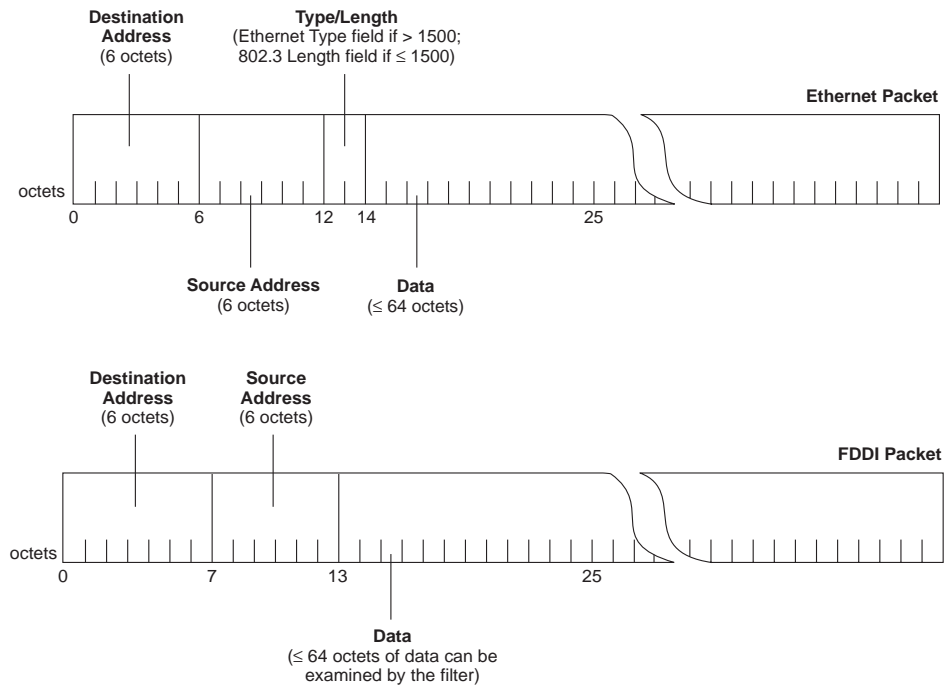 Destination
Address
(6 octets)
Type/Length
(Ethernet Type field if > 1500;
802.3 Length field if ≤ 1500)
Ethernet Packet
octets
0 6 12 14 25
Source Address
(6 octets)
Data
(≤ 64 octets)
Destination
Address
(6 octets)
Source
Address
(6 octets)
FDDI Packet
octets
0 7 13 25
Data
(≤ 64 octets of data can be
examined by the filter)